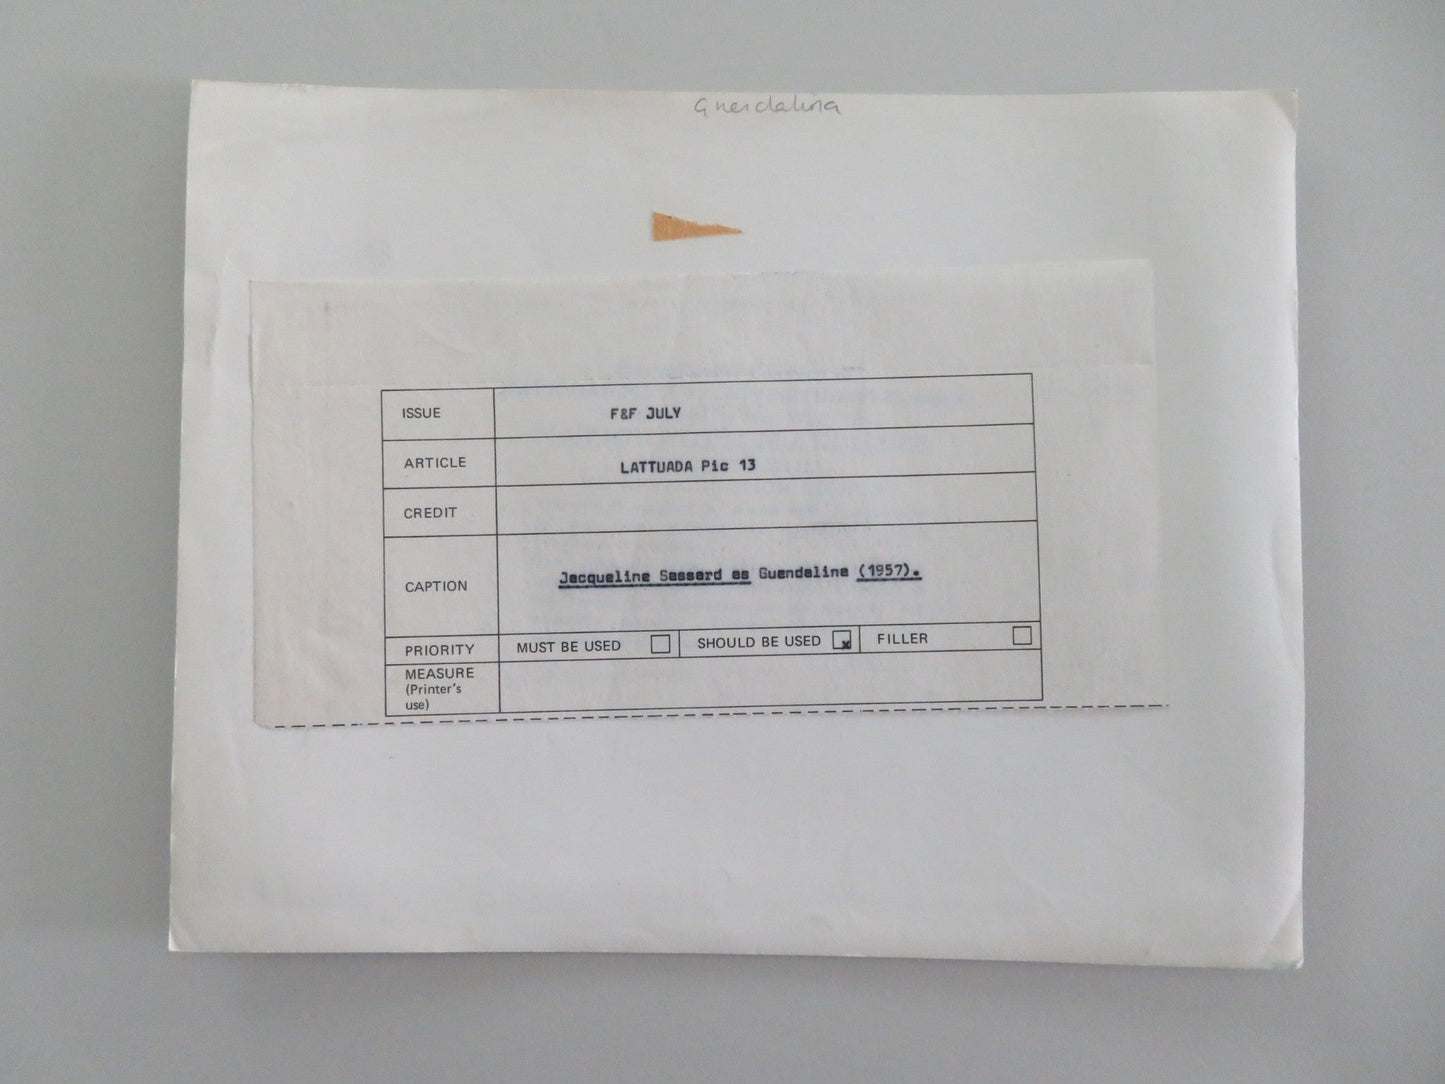 Guendalina
ISSUE F&F JULY
ARTICLE LATTUADA Pic 13
CREDIT
CAPTION Jacqueline Sassard as Guendalina (1957).
PRIORITY MUST BE USED SHOULD BE USED x FILLER
MEASURE
(Printer's
use)